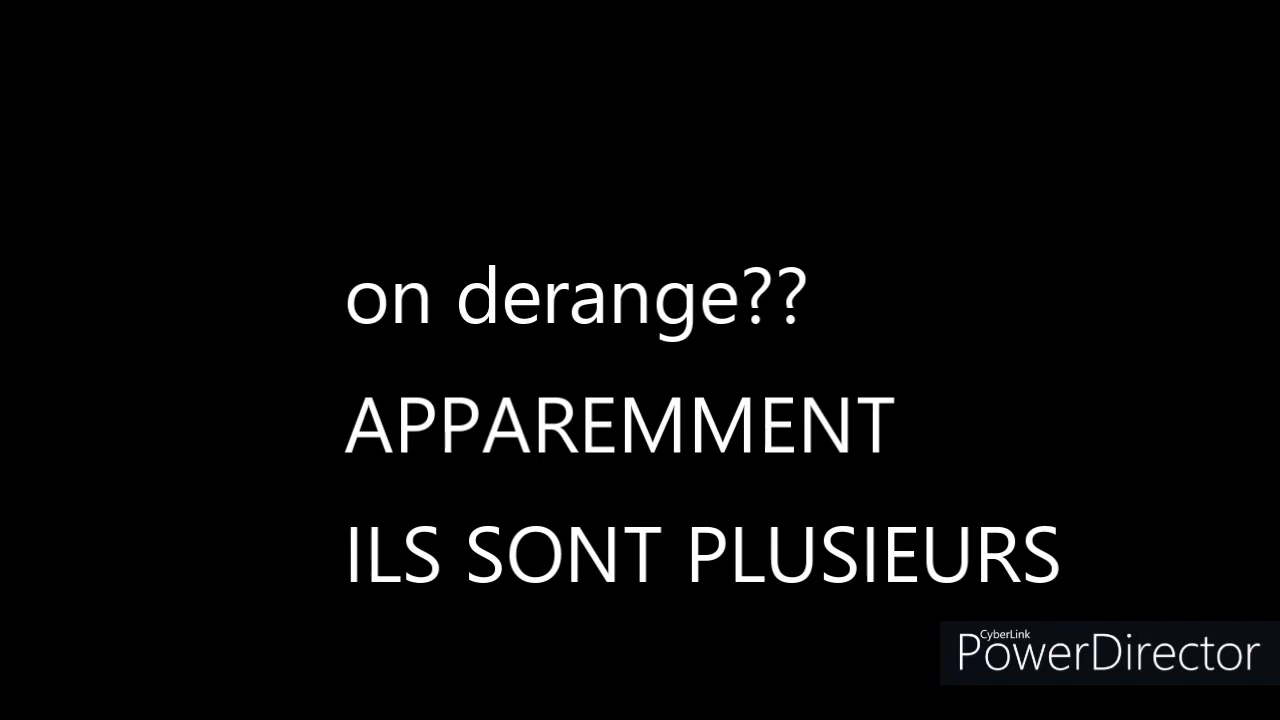 on derange??
APPAREMMENT
ILS SONT PLUSIEURS
CyberLink
PowerDirector